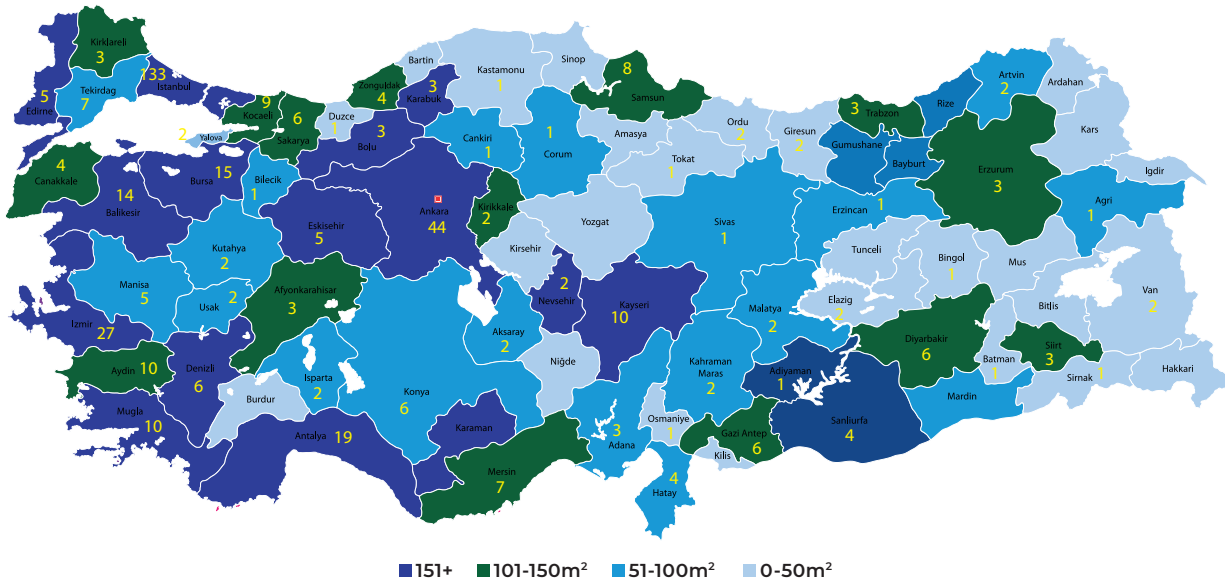 Kirklareli
3
133
Istanbul
5
Edirne
Tekirdag
7
2
Yalova
9
Kocaeli
6
Sakarya
Duzce
1
Zonguldak
4
Bartin
3
Karabuk
Kastamonu
1
Sinop
8
Samsun
3
Bolu
Cankiri
1
1
Corum
Amasya
Tokat
1
Ordu
2
Giresun
2
3
Trabzon
Gumushane
Rize
Bayburt
Artvin
2
Ardahan
Kars
Erzurum
3
Igdir
Agri
1
4
Canakkale
14
Balikesir
15
Bursa
Bilecik
1
Eskisehir
5
Ankara
44
Kirikkale
2
Kirsehir
Yozgat
Sivas
1
1
Erzincan
Tunceli
Bingol
1
Mus
Bitlis
Van
2
Kutahya
2
Manisa
5
Usak
2
Afyonkarahisar
3
Izmir
27
Aydin
10
Denizli
6
Mugla
10
Burdur
Isparta
2
Antalya
19
Konya
6
Aksaray
2
2
Nevsehir
Kayseri
10
Niğde
Karaman
Mersin
7
3
Adana
Osmaniye
1
4
Hatay
Kahraman
Maras
2
Malatya
2
Elazig
2
Adiyaman
1
Gazi Antep
6
Kilis
Sanliurfa
4
Diyarbakir
6
Batman
1
Siirt
3
Mardin
1
Sirnak
Hakkari
151+
101-150m²
51-100m²
0-50m²